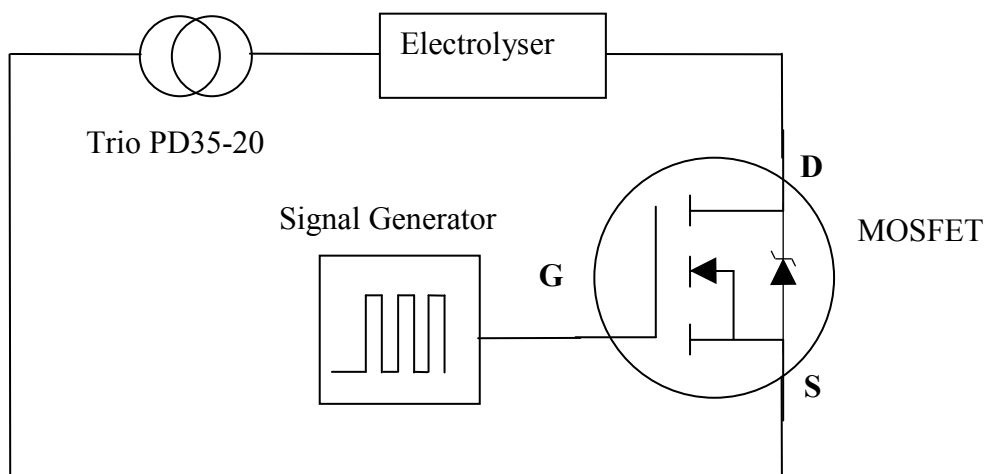 Electrolyser
Trio PD35-20
D
Signal Generator
MOSFET
G
S